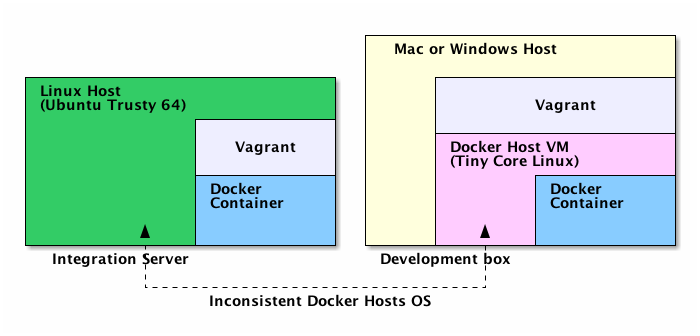 Linux Host
(Ubuntu Trusty 64)
Vagrant
Docker
Container
Integration Server
Mac or Windows Host
Vagrant
Docker Host VM
(Tiny Core Linux)
Docker
Container
Development box
Inconsistent Docker Hosts OS